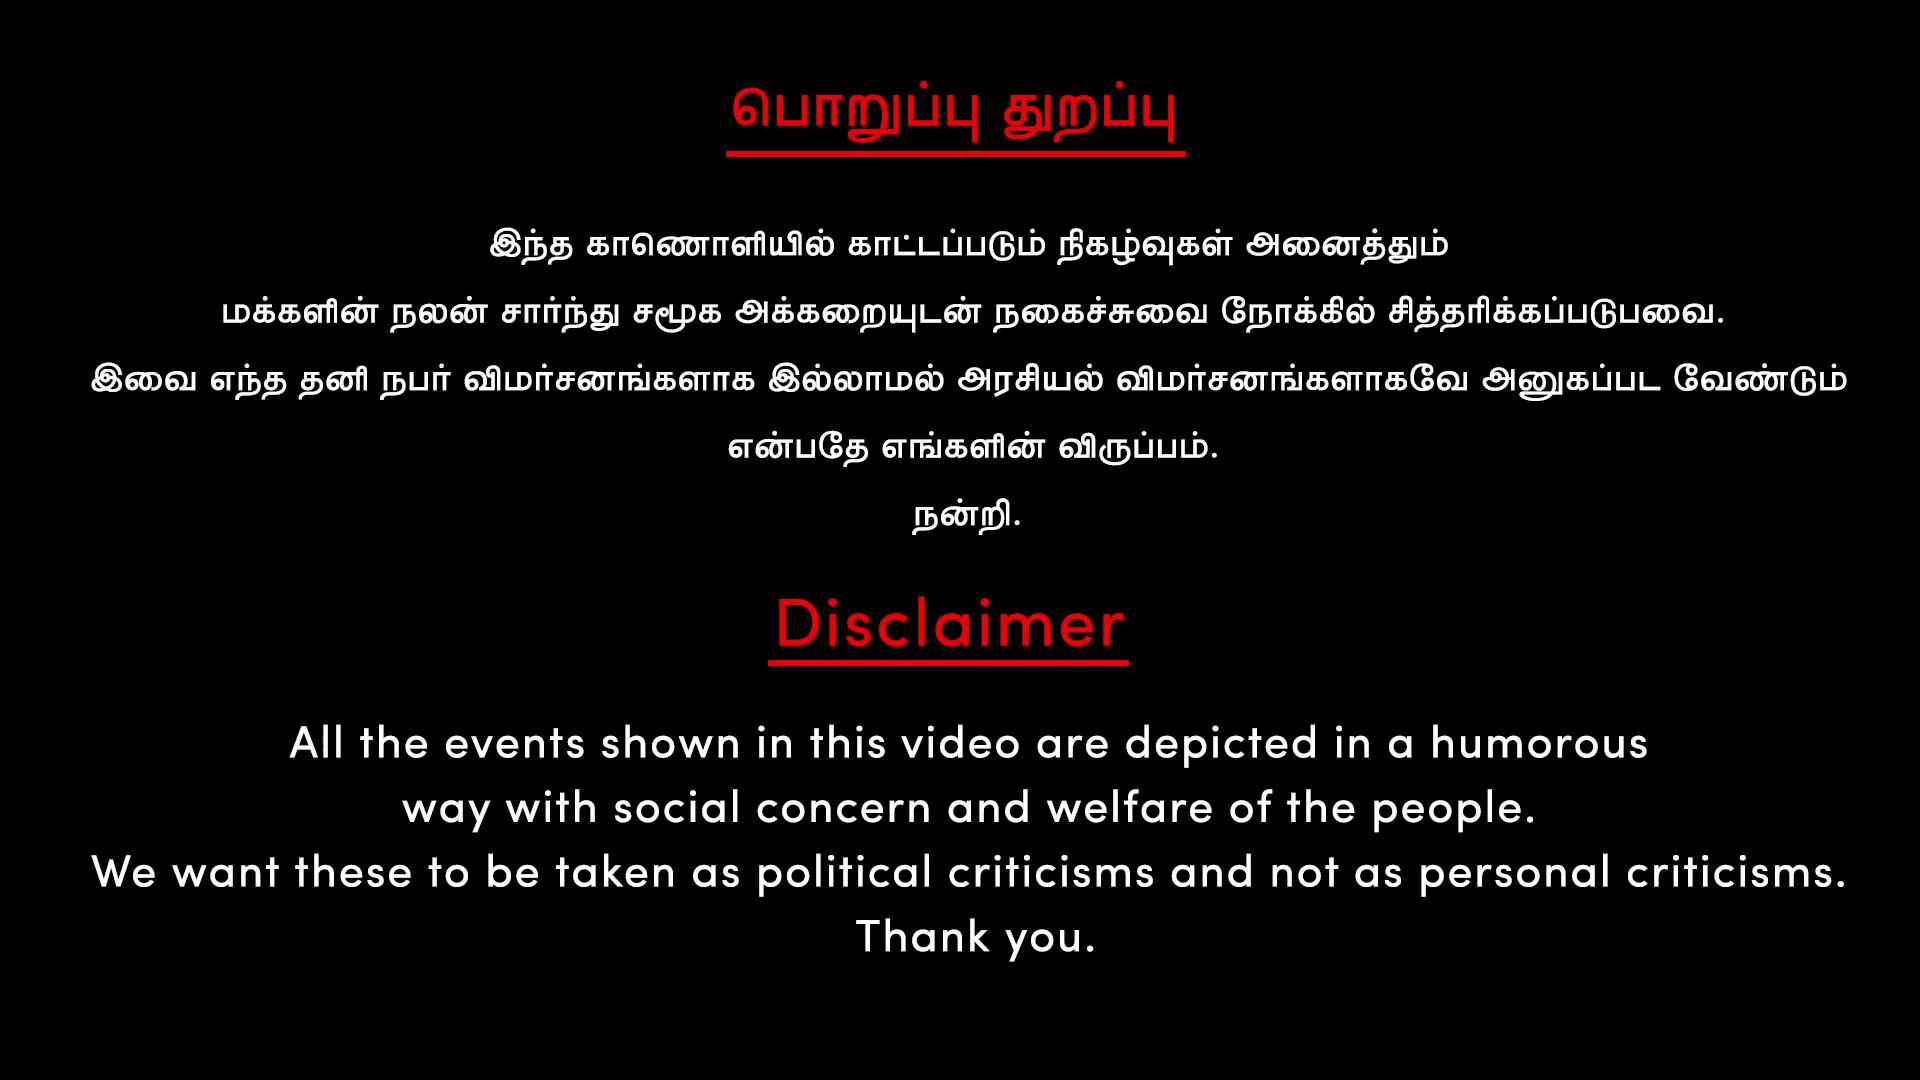 பொறுப்பு துறப்பு
இந்த காணொளியில் காட்டப்படும் நிகழ்வுகள் அனைத்தும்
மக்களின் நலன் சார்ந்து சமூக அக்கறையுடன் நகைச்சுவை நோக்கில் சித்தரிக்கப்படுபவை.
இவை எந்த தனி நபர் விமர்சனங்களாக இல்லாமல் அரசியல் விமர்சனங்களாகவே அனுகப்பட வேண்டும்
என்பதே எங்களின் விருப்பம்.
நன்றி.
Disclaimer
All the events shown in this video are depicted in a humorous
way with social concern and welfare of the people.
We want these to be taken as political criticisms and not as personal criticisms.
Thank you.